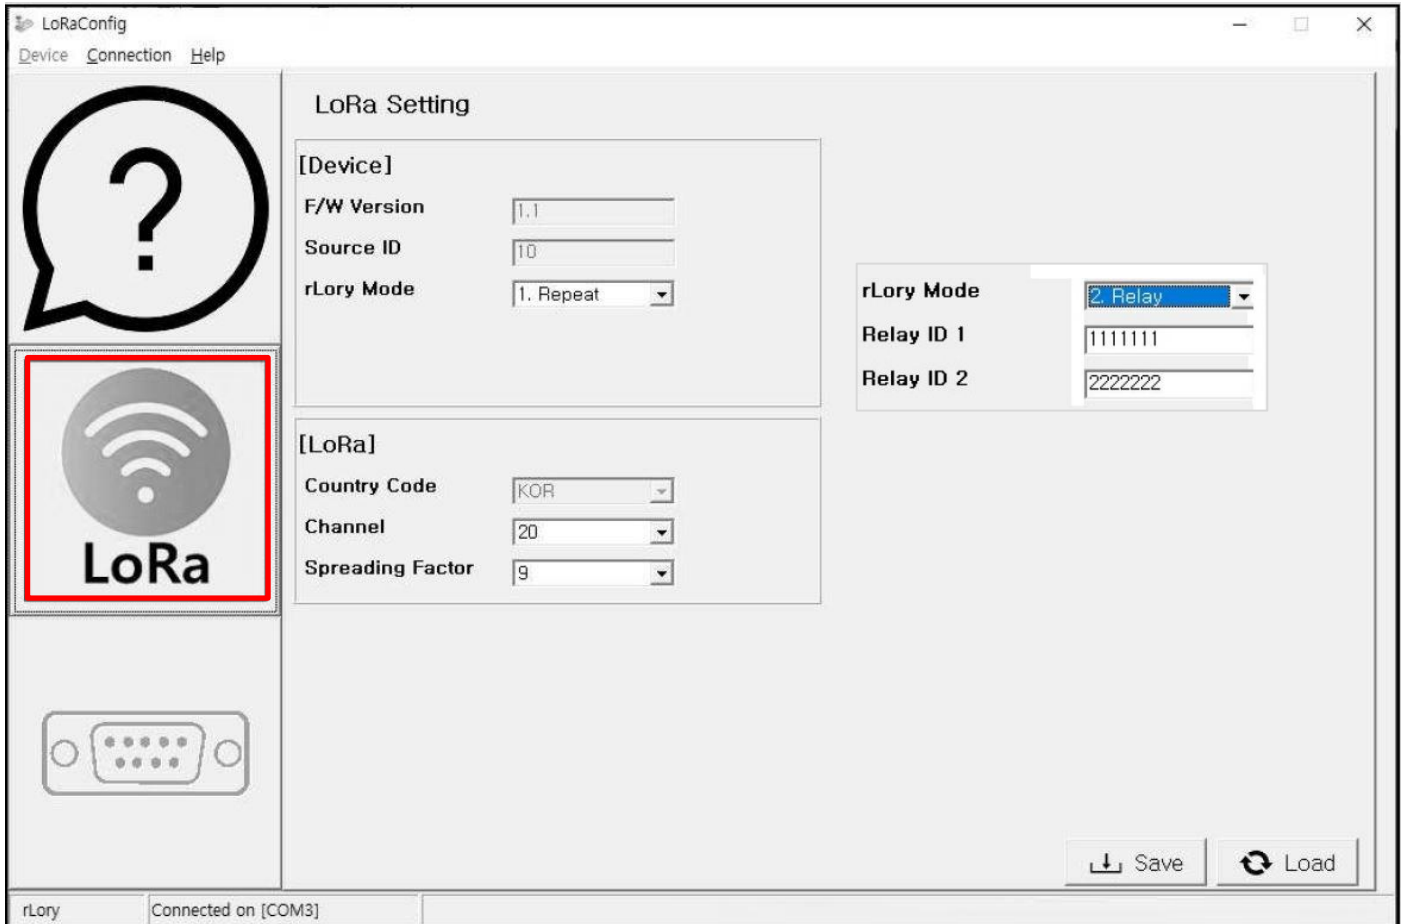 LoRaConfig
Device Connection Help
?
LoRa Setting
[Device]
F/W Version 1.1
Source ID 10
rLory Mode 1. Repeat
rLory Mode 2. Relay
Relay ID 1 1111111
Relay ID 2 2222222
[LoRa]
Country Code KOR
Channel 20
Spreading Factor 9
LoRa
Save Load
rLory Connected on [COM3]